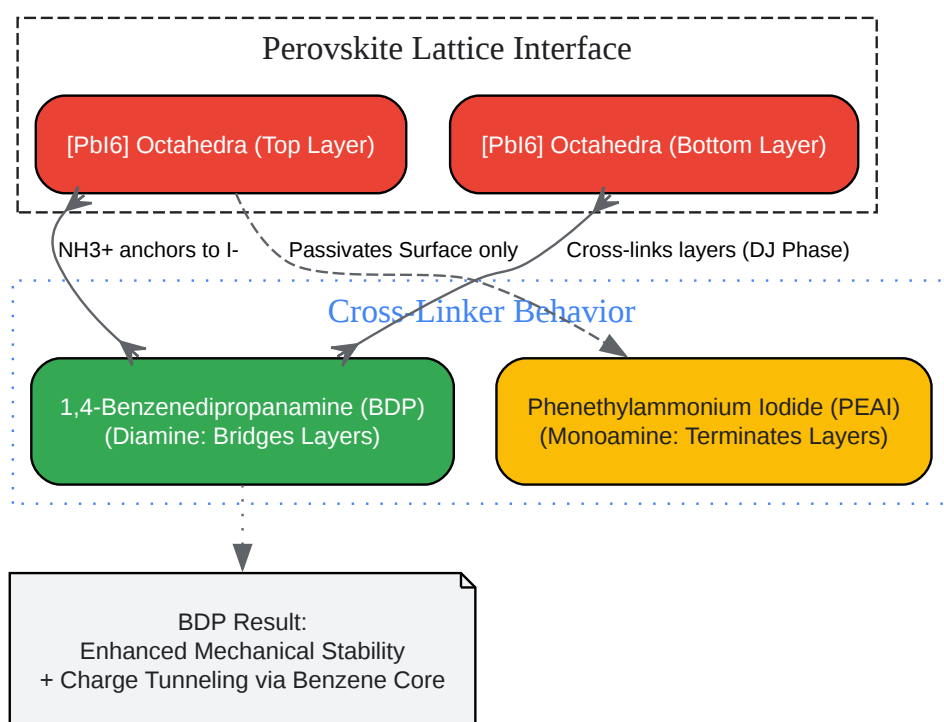 Perovskite Lattice Interface
[PbI6] Octahedra (Top Layer)
[PbI6] Octahedra (Bottom Layer)
NH3+ anchors to I-
Passivates Surface only
Cross-links layers (DJ Phase)
Cross-Linker Behavior
1,4-Benzenedipropanamine (BDP)
(Diamine: Bridges Layers)
Phenethylammonium Iodide (PEAI)
(Monoamine: Terminates Layers)
BDP Result:
Enhanced Mechanical Stability
+ Charge Tunneling via Benzene Core